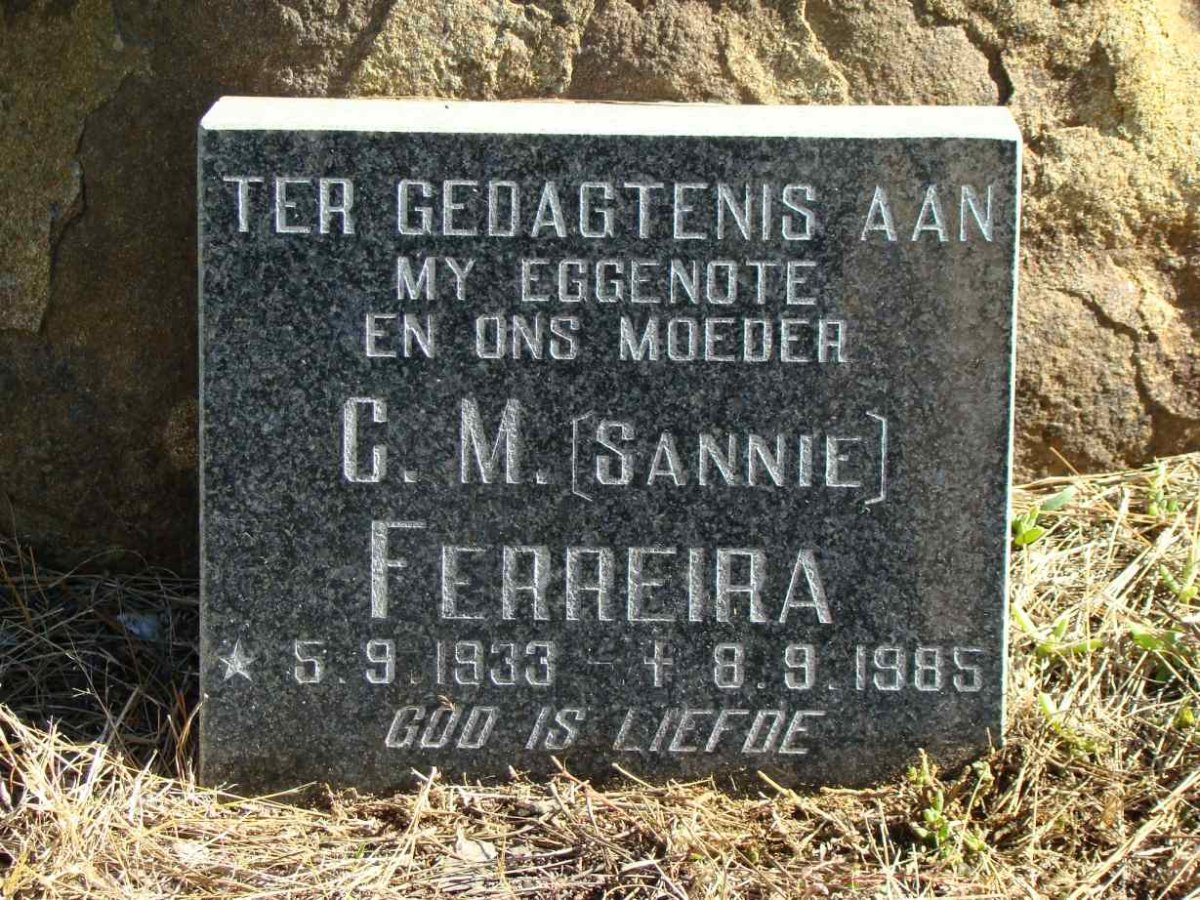 TER GEDAGTENIS AAN
MY EGGENOTE
EN ONS MOEDER
C. M. (SANNIE)
FERREIRA
★ 5.9.1933 - ✝ 8.9.1985
GOD IS LIEFDE